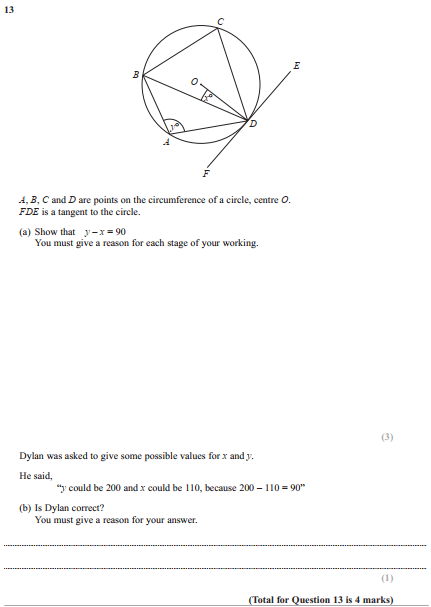 13
C
E
B
O
x°
y°
D
A
F
A, B, C and D are points on the circumference of a circle, centre O.
FDE is a tangent to the circle.
(a) Show that y – x = 90
You must give a reason for each stage of your working.
(3)
Dylan was asked to give some possible values for x and y.
He said,
“y could be 200 and x could be 110, because 200 – 110 = 90”
(b) Is Dylan correct?
You must give a reason for your answer.
(1)
(Total for Question 13 is 4 marks)